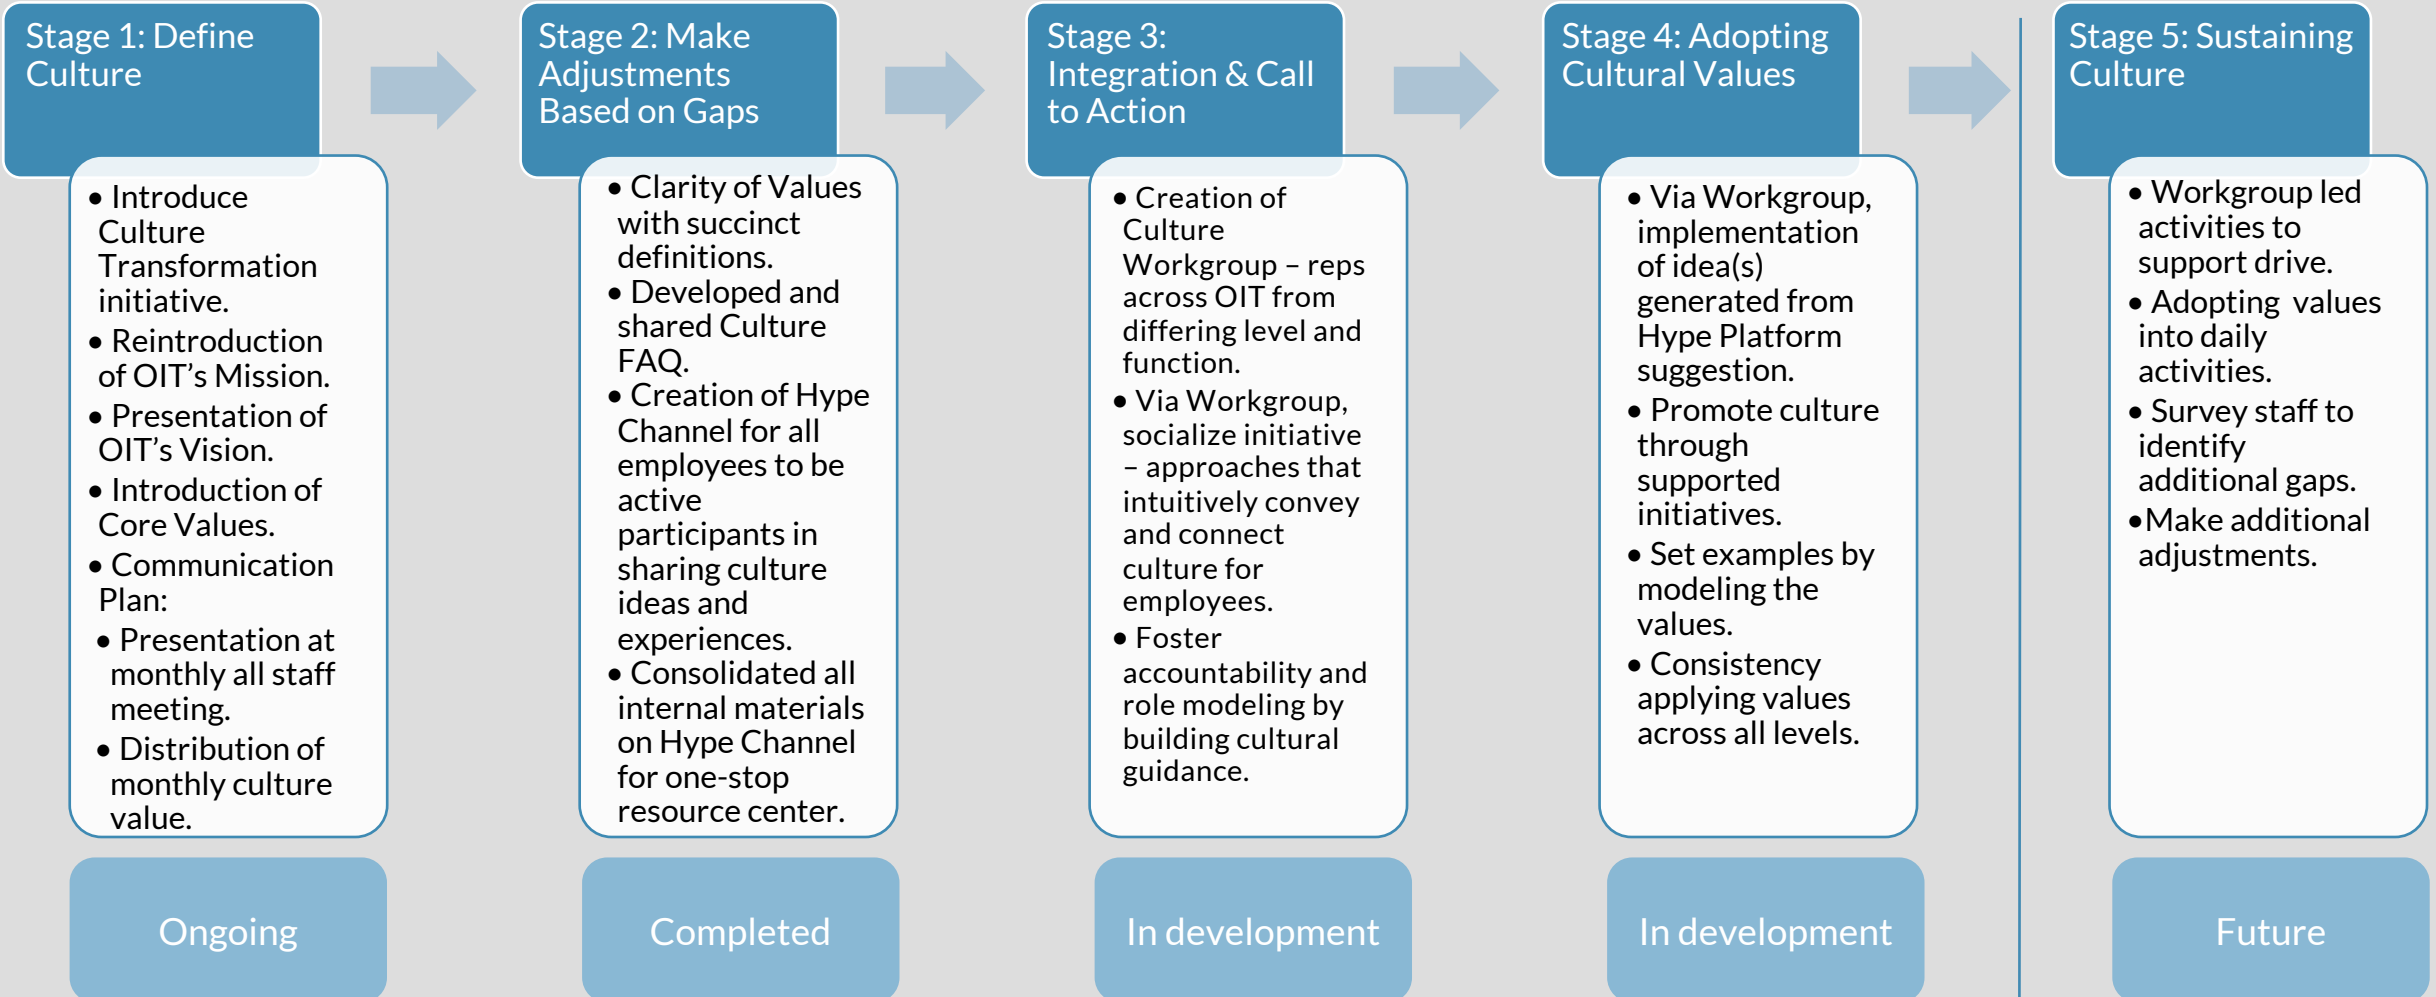 Stage 1: Define
Culture
• Introduce
Culture
Transformation
initiative.
• Reintroduction
of OIT’s Mission.
• Presentation of
OIT’s Vision.
• Introduction of
Core Values.
• Communication
Plan:
• Presentation at
monthly all staff
meeting.
• Distribution of
monthly culture
value.
Ongoing
Stage 2: Make
Adjustments
Based on Gaps
• Clarity of Values
with succinct
definitions.
• Developed and
shared Culture
FAQ.
• Creation of Hype
Channel for all
employees to be
active
participants in
sharing culture
ideas and
experiences.
• Consolidated all
internal materials
on Hype Channel
for one-stop
resource center.
Completed
Stage 3:
Integration & Call
to Action
• Creation of
Culture
Workgroup – reps
across OIT from
differing level and
function.
• Via Workgroup,
socialize initiative
– approaches that
intuitively convey
and connect
culture for
employees.
• Foster
accountability and
role modeling by
building cultural
guidance.
In development
Stage 4: Adopting
Cultural Values
• Via Workgroup,
implementation
of idea(s)
generated from
Hype Platform
suggestion.
• Promote culture
through
supported
initiatives.
• Set examples by
modeling the
values.
• Consistency
applying values
across all levels.
In development
Stage 5: Sustaining
Culture
• Workgroup led
activities to
support drive.
• Adopting  values
into daily
activities.
• Survey staff to
identify
additional gaps.
•Make additional
adjustments.
Future